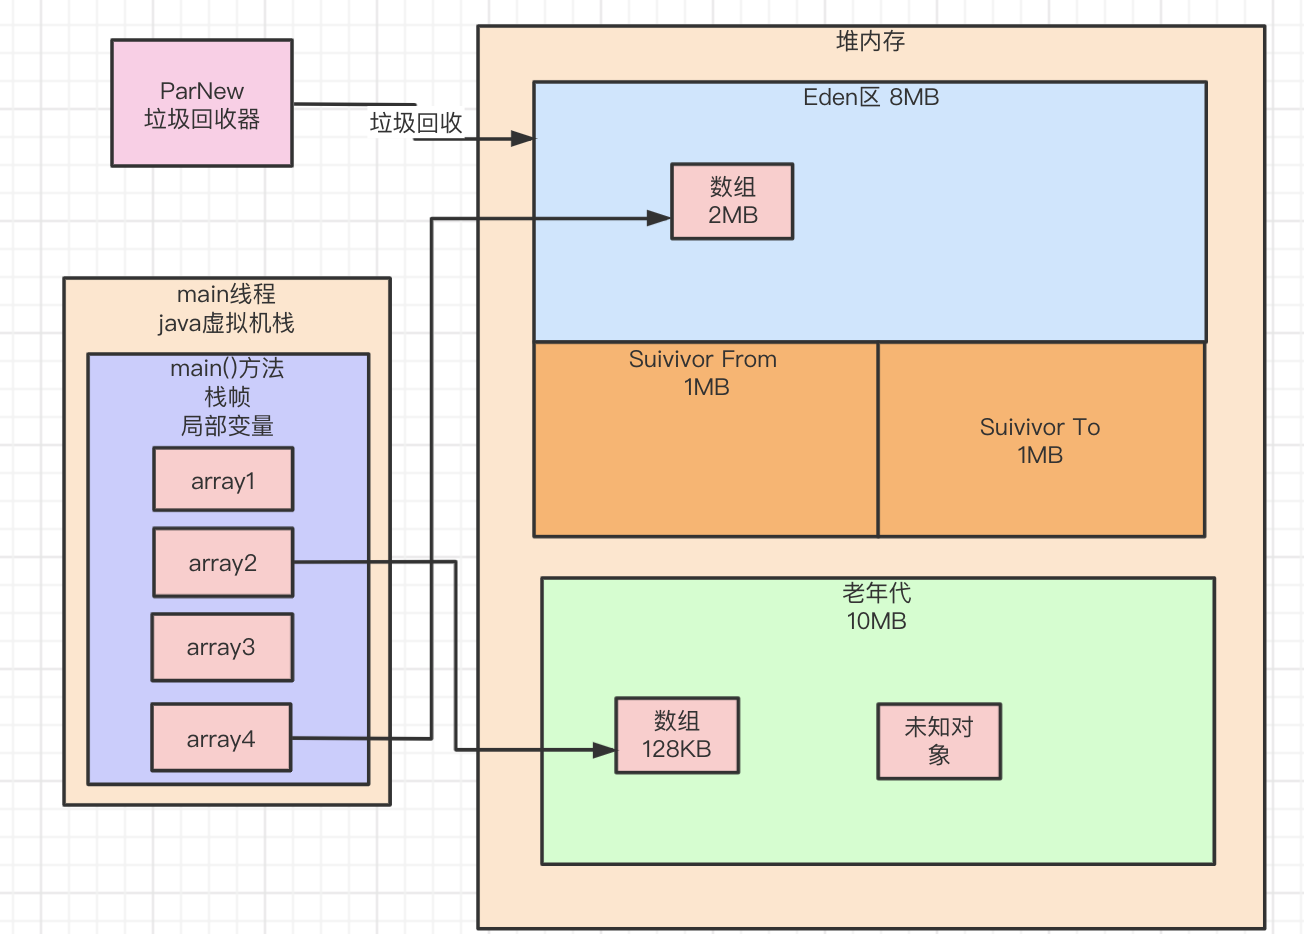 堆内存
ParNew
垃圾回收器
垃圾回收
Eden区 8MB
数组
2MB
main线程
java虚拟机栈
main()方法
栈帧
局部变量
array1
array2
array3
array4
Suivivor From
1MB
Suivivor To
1MB
老年代
10MB
数组
128KB
未知对
象